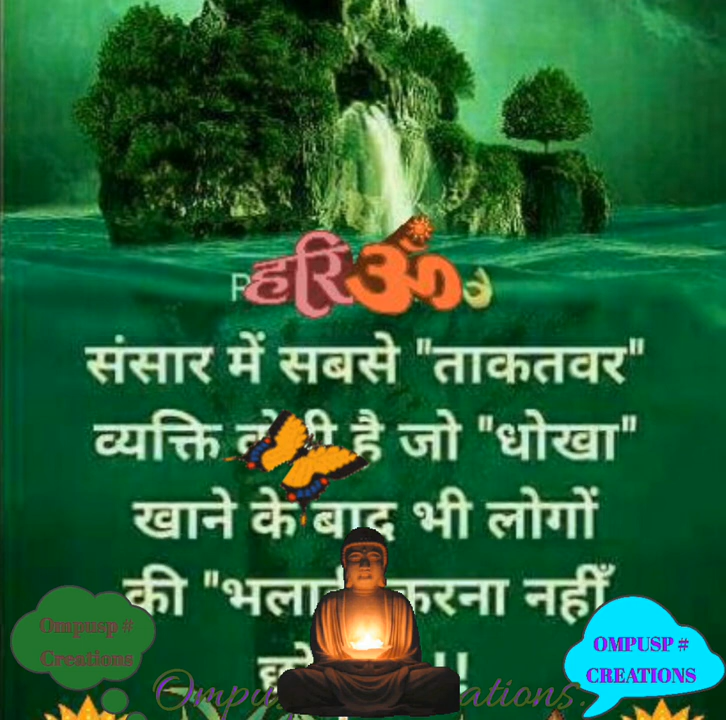 हरि ॐ
संसार में सबसे "ताकतवर"
व्यक्ति है जो "धोखा"
खाने के बाद भी लोगों
की करना नहीं
!!
Ompusp #
Creations
OMPUSP #
CREATIONS